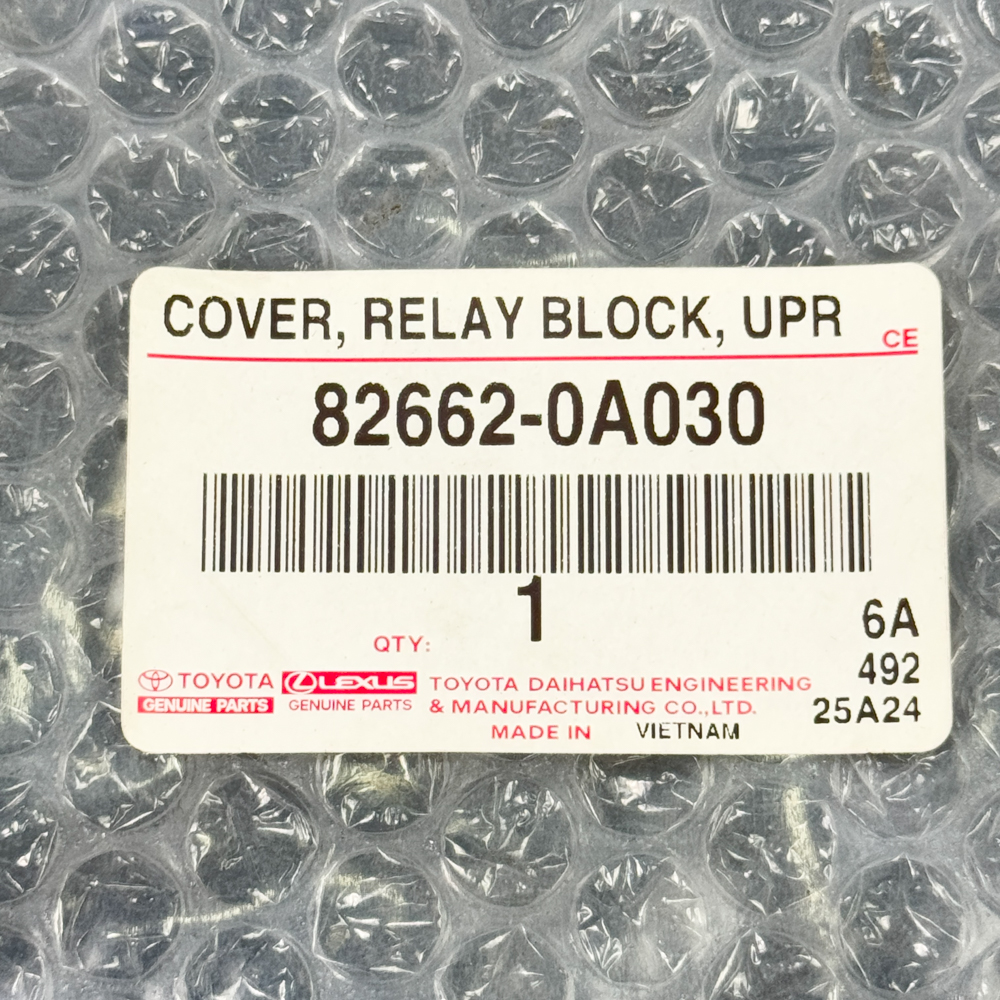 COVER, RELAY BLOCK, UPR
CE
82662-0A030
1
QTY:
6A
492
25A24
TOYOTA
GENUINE PARTS
LEXUS
GENUINE PARTS
TOYOTA DAIHATSU ENGINEERING
& MANUFACTURING CO.,LTD.
MADE IN VIETNAM